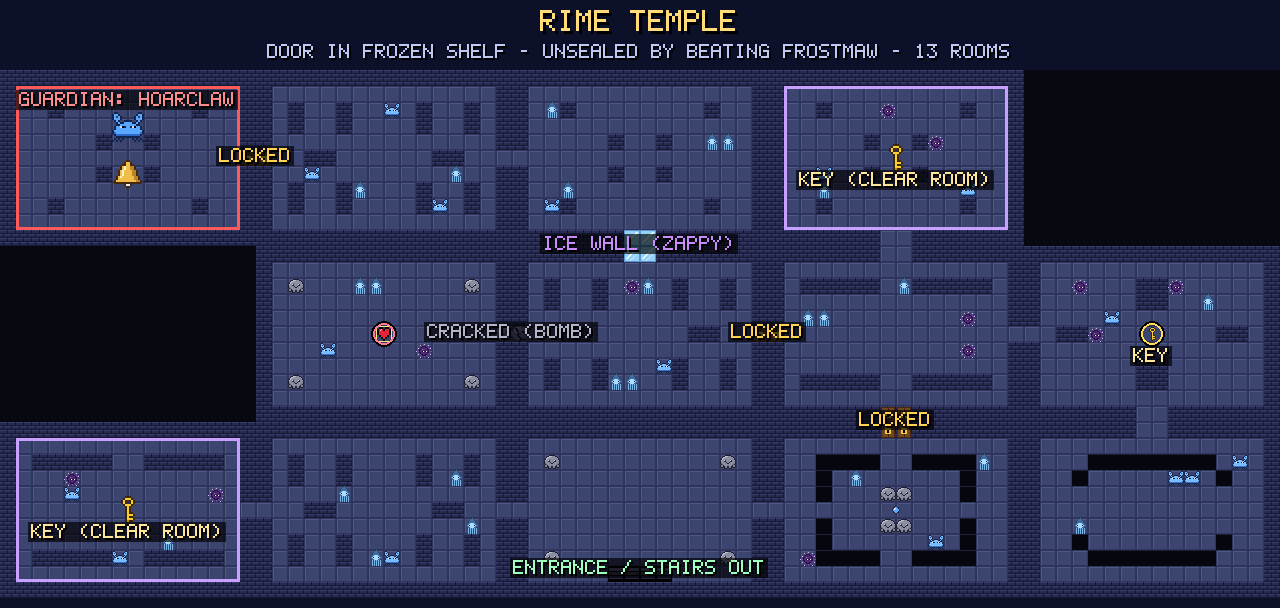 RIME TEMPLE
DOOR IN FROZEN SHELF - UNSEALED BY BEATING FROSTMAW - 13 ROOMS
GUARDIAN: HOARCLAW
LOCKED
KEY (CLEAR ROOM)
ICE WALL (ZAPPY)
CRACKED (BOMB)
LOCKED
KEY
LOCKED
KEY (CLEAR ROOM)
ENTRANCE / STAIRS OUT